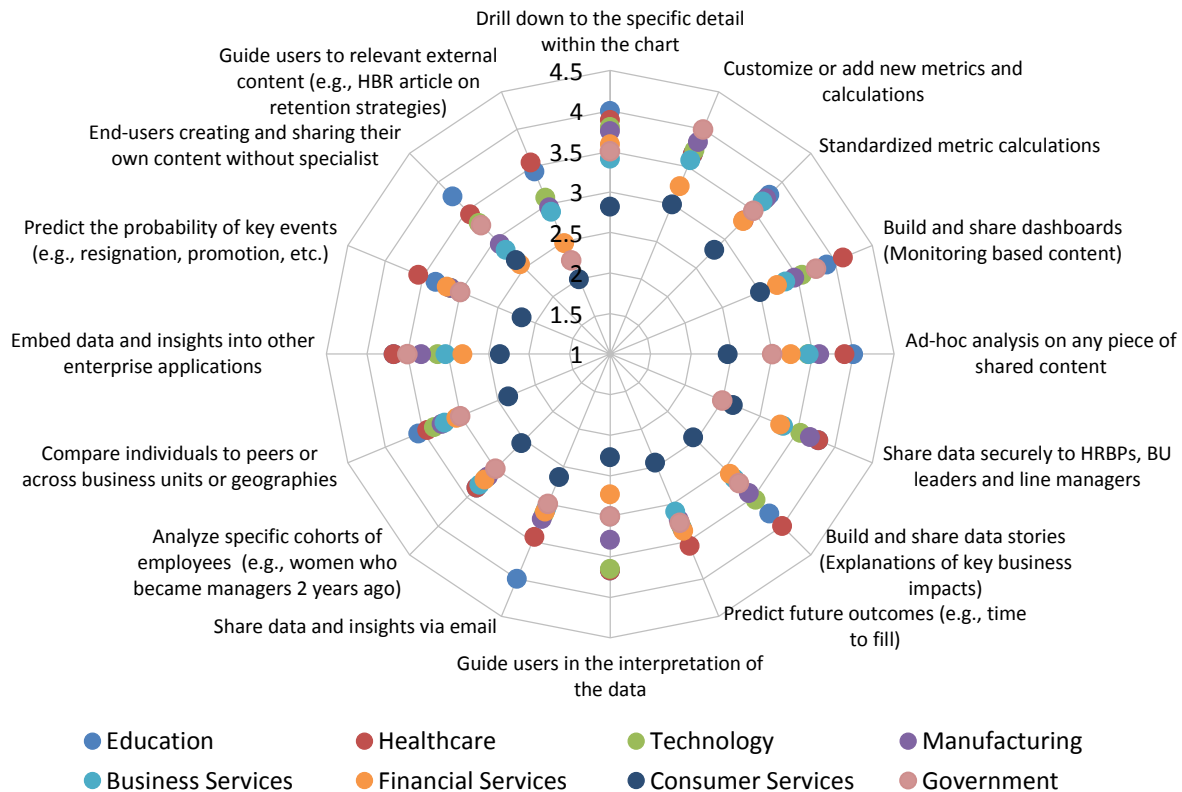 Drill down to the specific detail
within the chart
Guide users to relevant external
content (e.g., HBR article on
retention strategies)
Customize or add new metrics and
calculations
End-users creating and sharing their
own content without specialist
Standardized metric calculations
Predict the probability of key events
(e.g., resignation, promotion, etc.)
Build and share dashboards
(Monitoring based content)
Embed data and insights into other
enterprise applications
Ad-hoc analysis on any piece of
shared content
Compare individuals to peers or
across business units or geographies
Share data securely to HRBPs, BU
leaders and line managers
Analyze specific cohorts of
employees  (e.g., women who
became managers 2 years ago)
Build and share data stories
(Explanations of key business
impacts)
Share data and insights via email
Predict future outcomes (e.g., time
to fill)
Guide users in the interpretation of
the data
4.5
4
3.5
3
2.5
2
1.5
1
Education
Healthcare
Technology
Manufacturing
Business Services
Financial Services
Consumer Services
Government